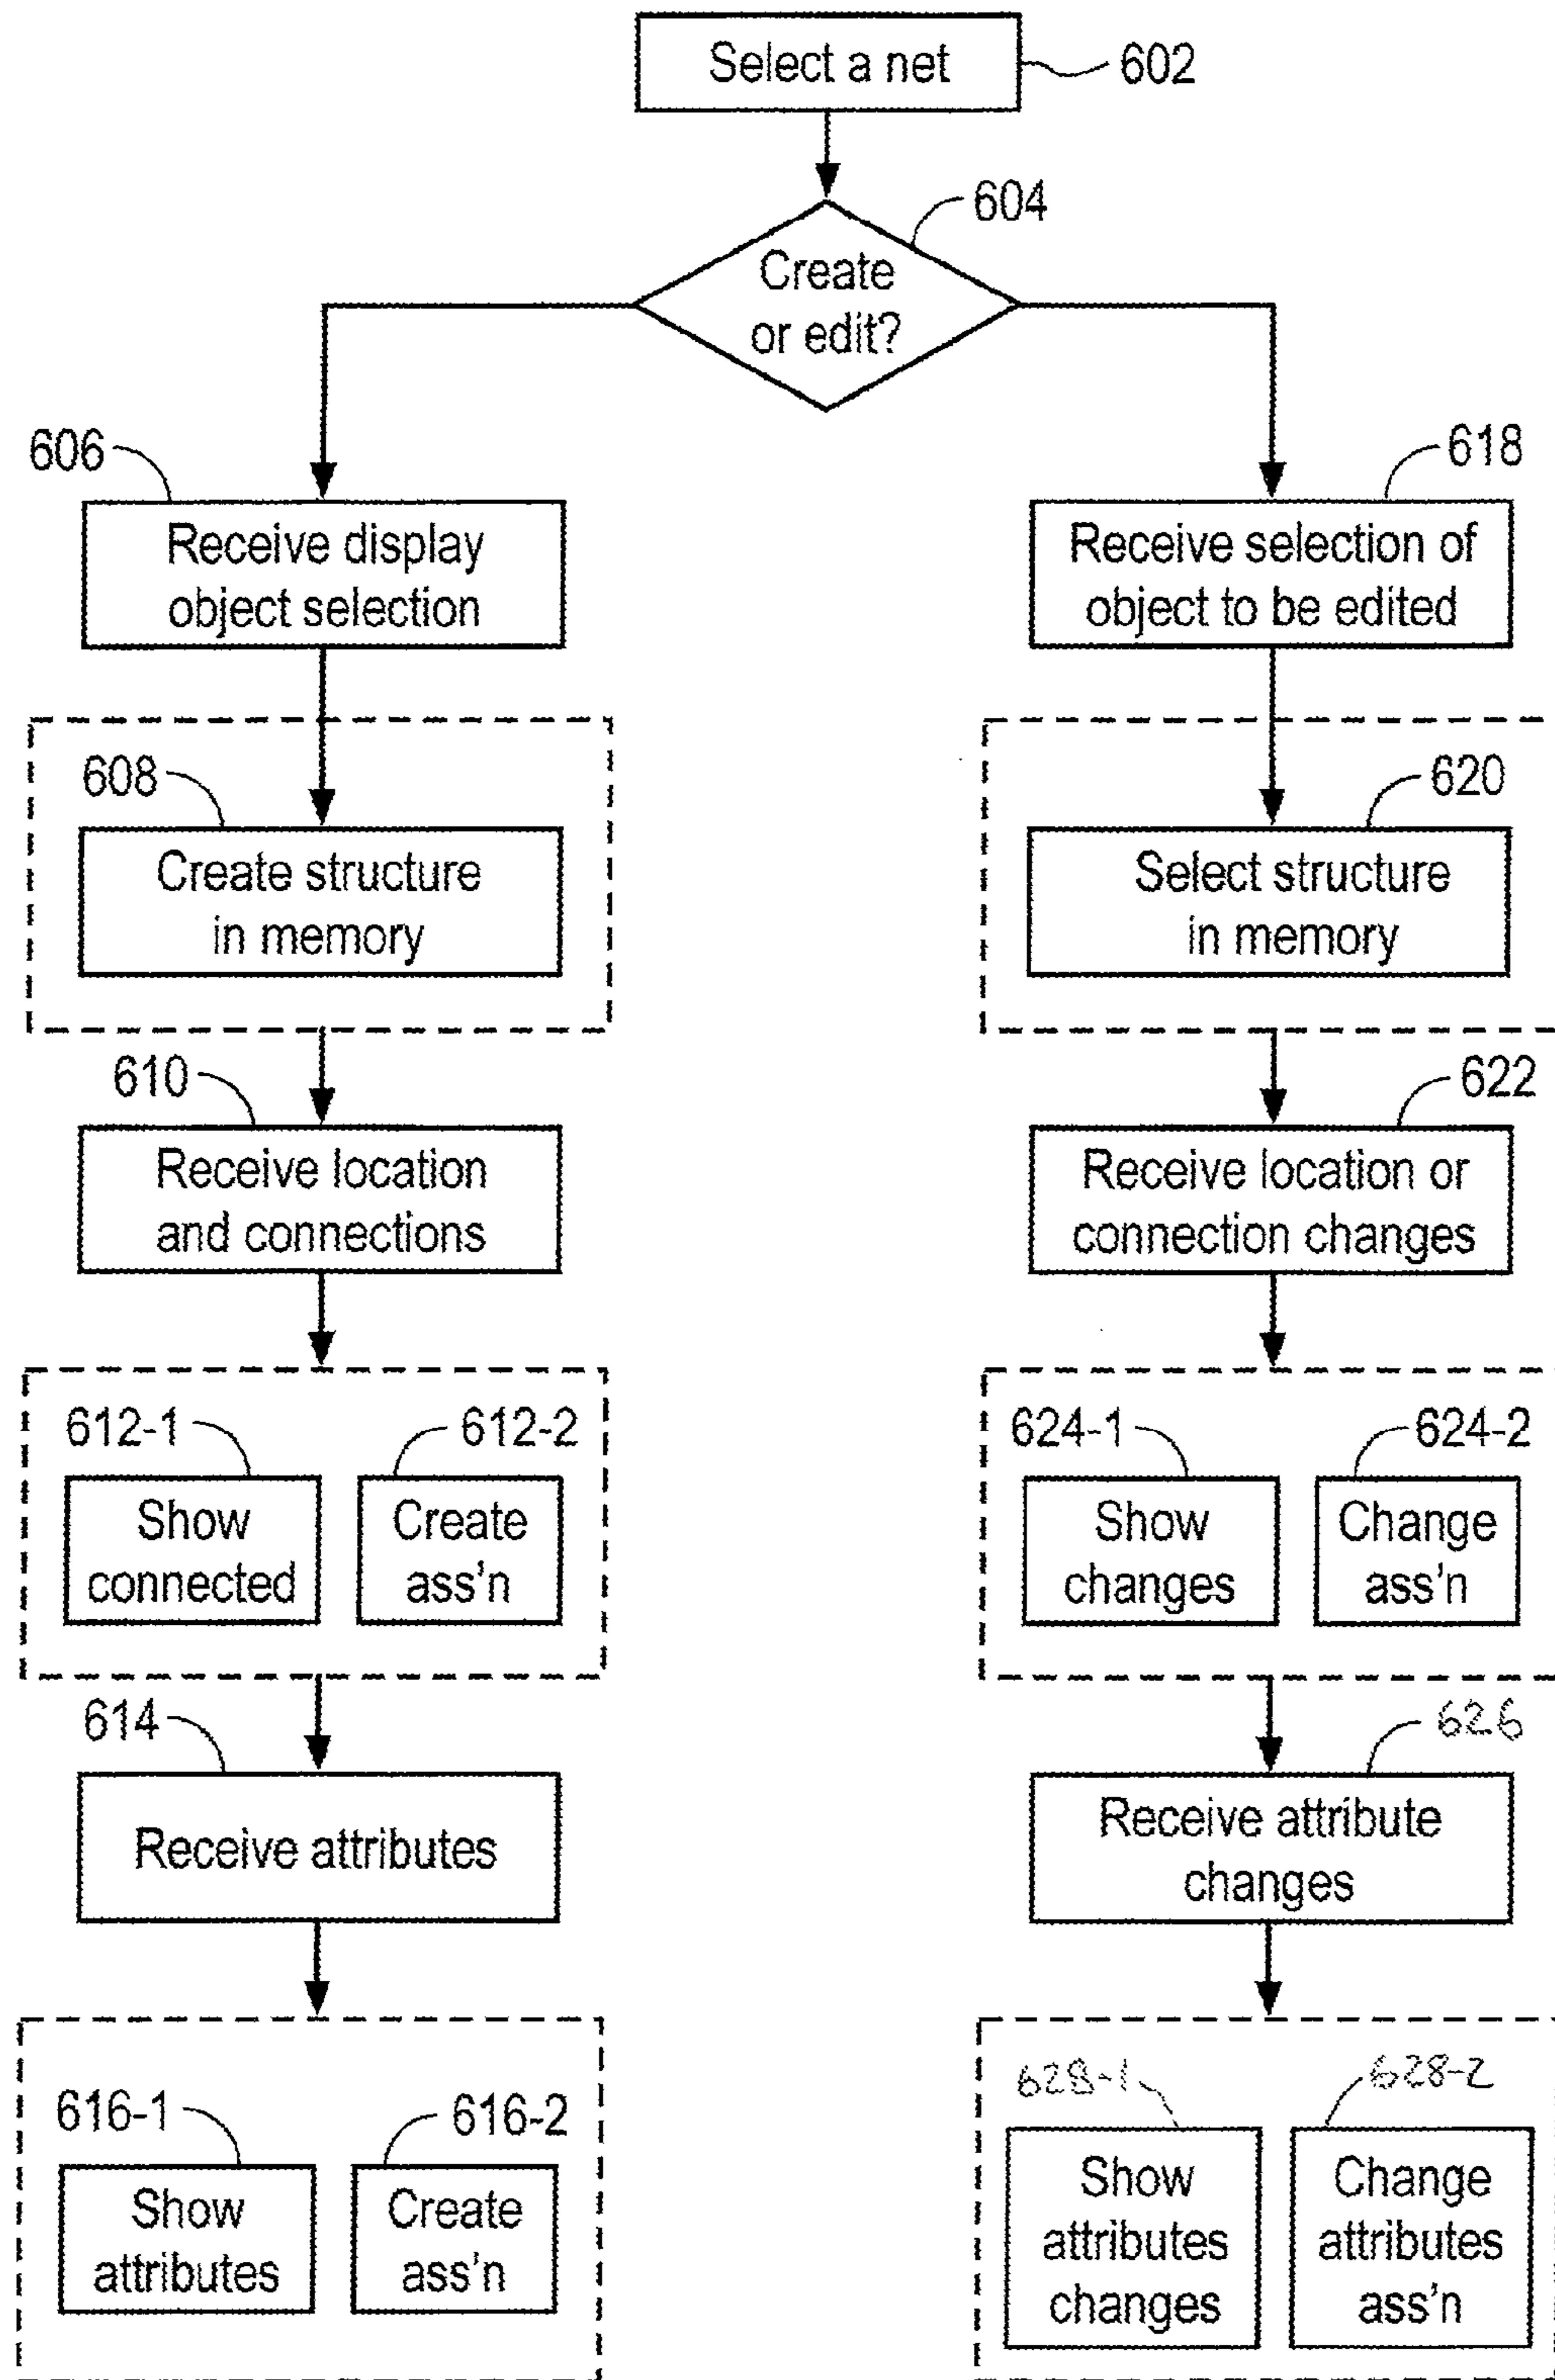 Select a net
602
604
Create
or edit?
606
Receive display
object selection
608
Create structure
in memory
610
Receive location
and connections
612-1
Show
connected
612-2
Create
ass'n
614
Receive attributes
616-1
Show
attributes
616-2
Create
ass'n
618
Receive selection of
object to be edited
620
Select structure
in memory
622
Receive location or
connection changes
624-1
Show
changes
624-2
Change
ass'n
626
Receive attribute
changes
628-1
Show
attributes
changes
628-2
Change
attributes
ass'n